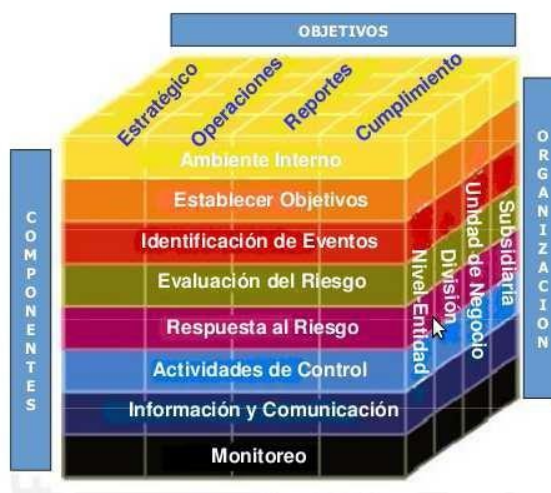 OBJETIVOS
Estratégico
Operaciones
Reportes
Cumplimiento
COMPONENTES
Ambiente Interno
Establecer Objetivos
Identificación de Eventos
Evaluación del Riesgo
Respuesta al Riesgo
Actividades de Control
Información y Comunicación
Monitoreo
Nivel-Entidad
División
Unidad de Negocio
Subsidiaria
ORGANIZACION